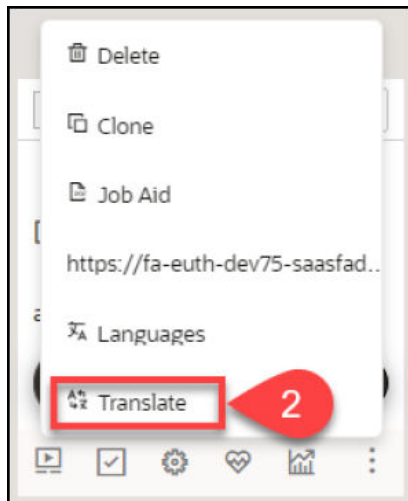 Delete
Clone
Job Aid
https://fa-euth-dev75-saasfad..
Languages
Translate
2